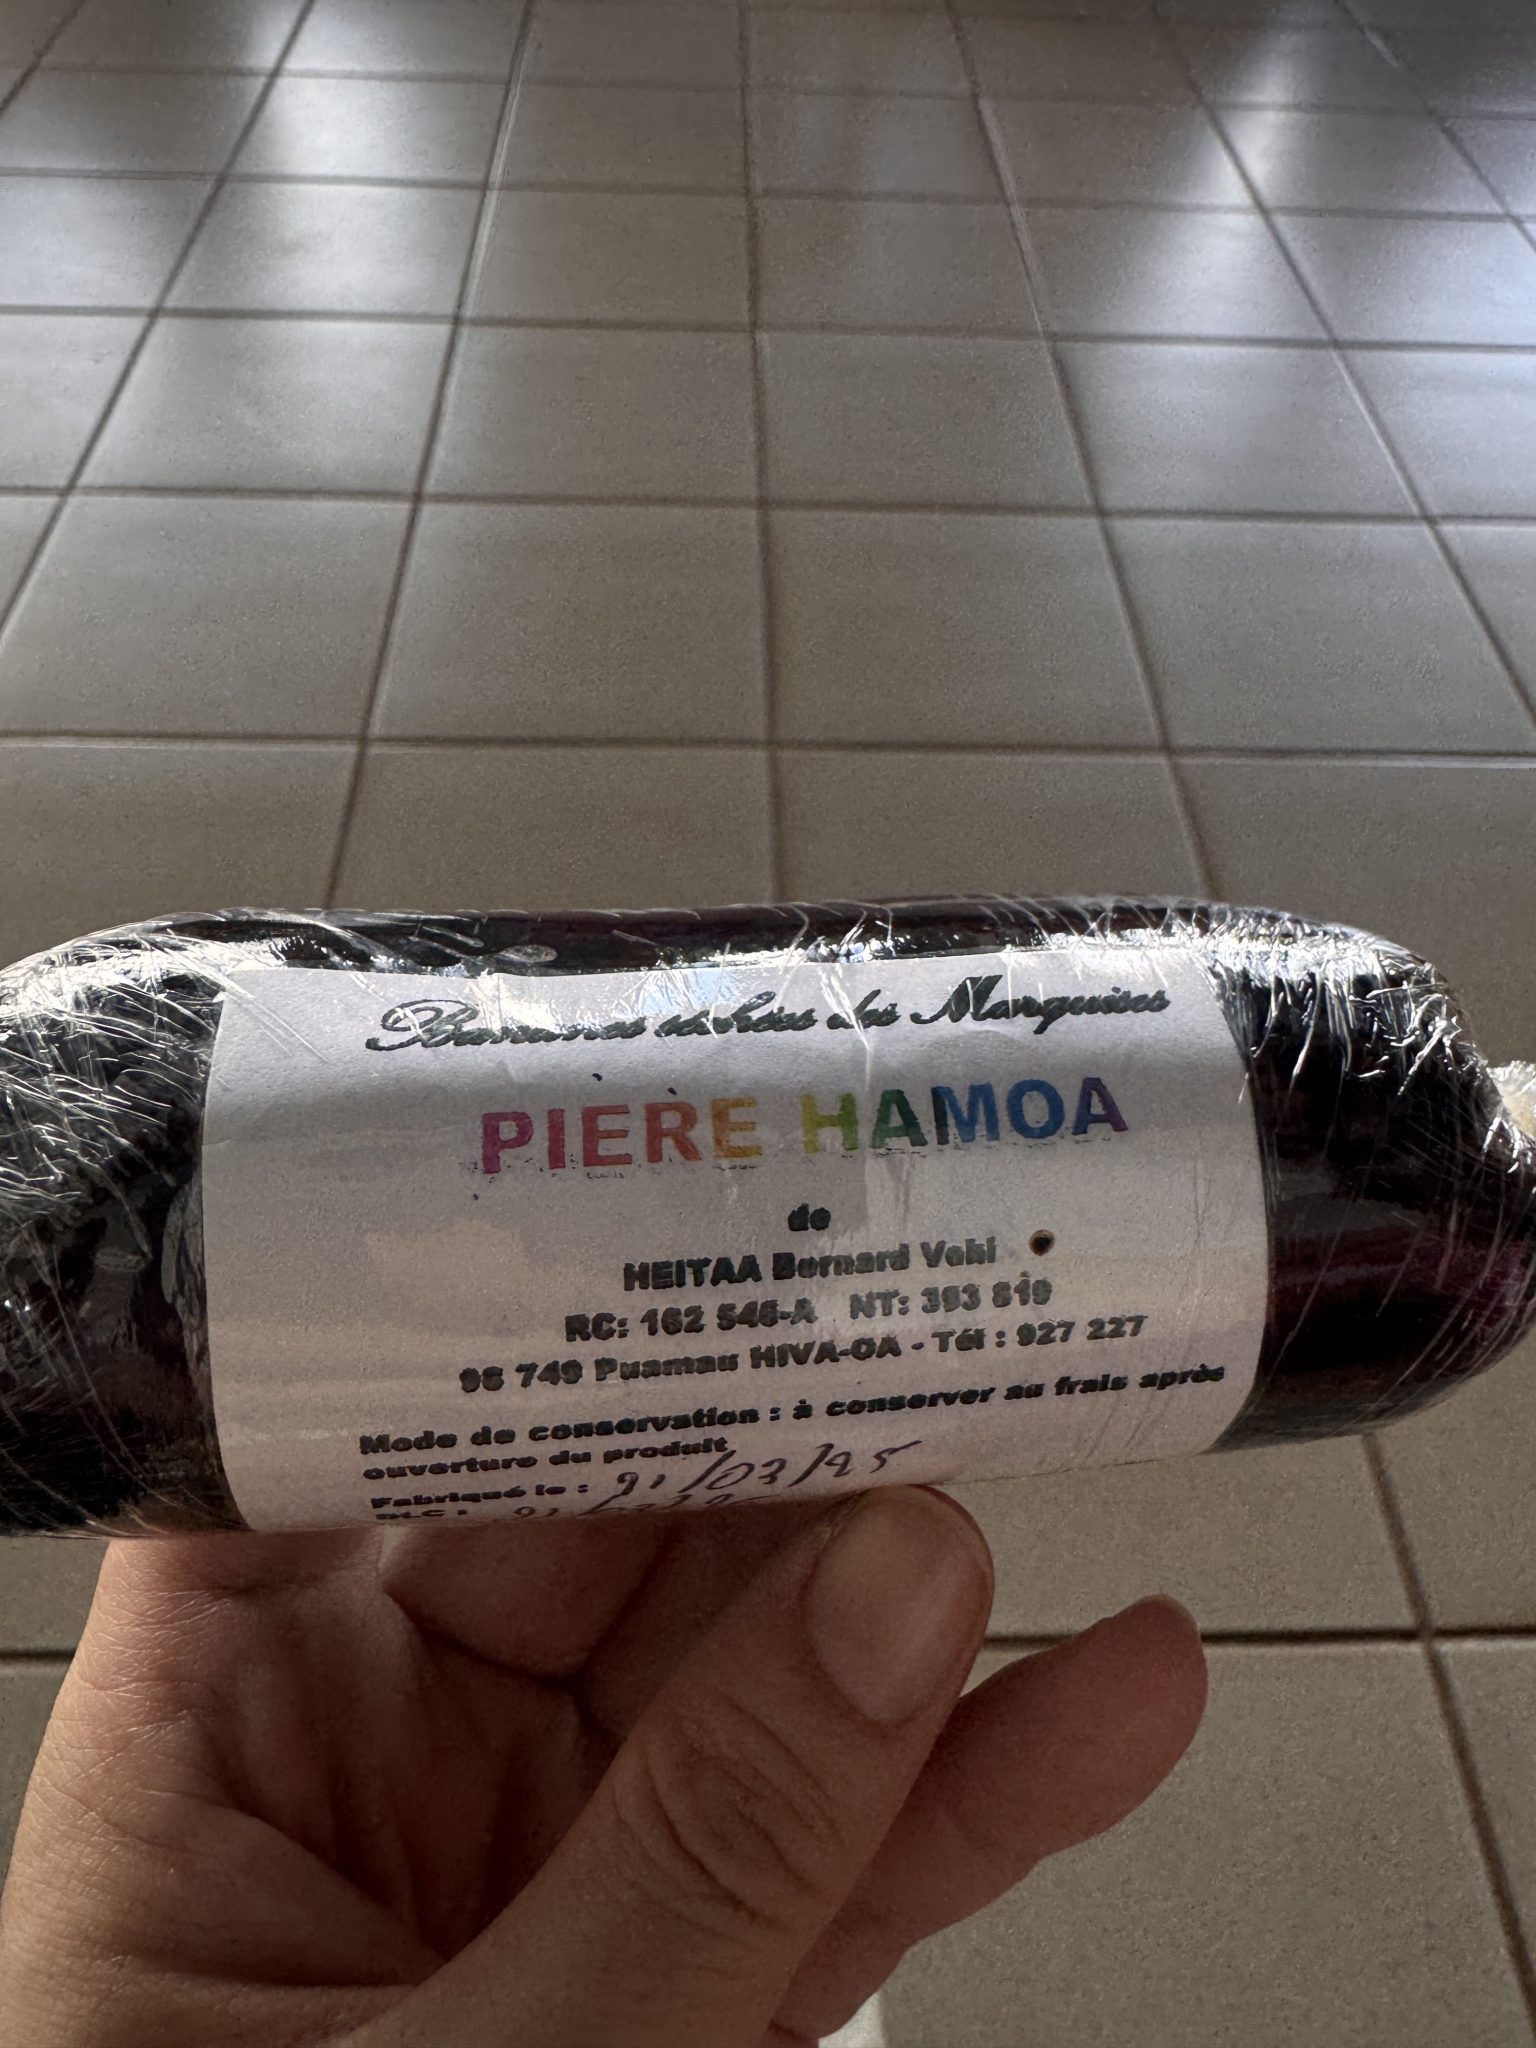 Bananes séchées des Marquises
PIERE HAMOA
de
HEITAA Bernard Vohi
RC: 162 546-A NT: 393 819
98 749 Puamau HIVA-OA - Tél : 927 227
Mode de conservation : à conserver au frais après
ouverture du produit
Fabriqué le : 21/03/25
DLC :